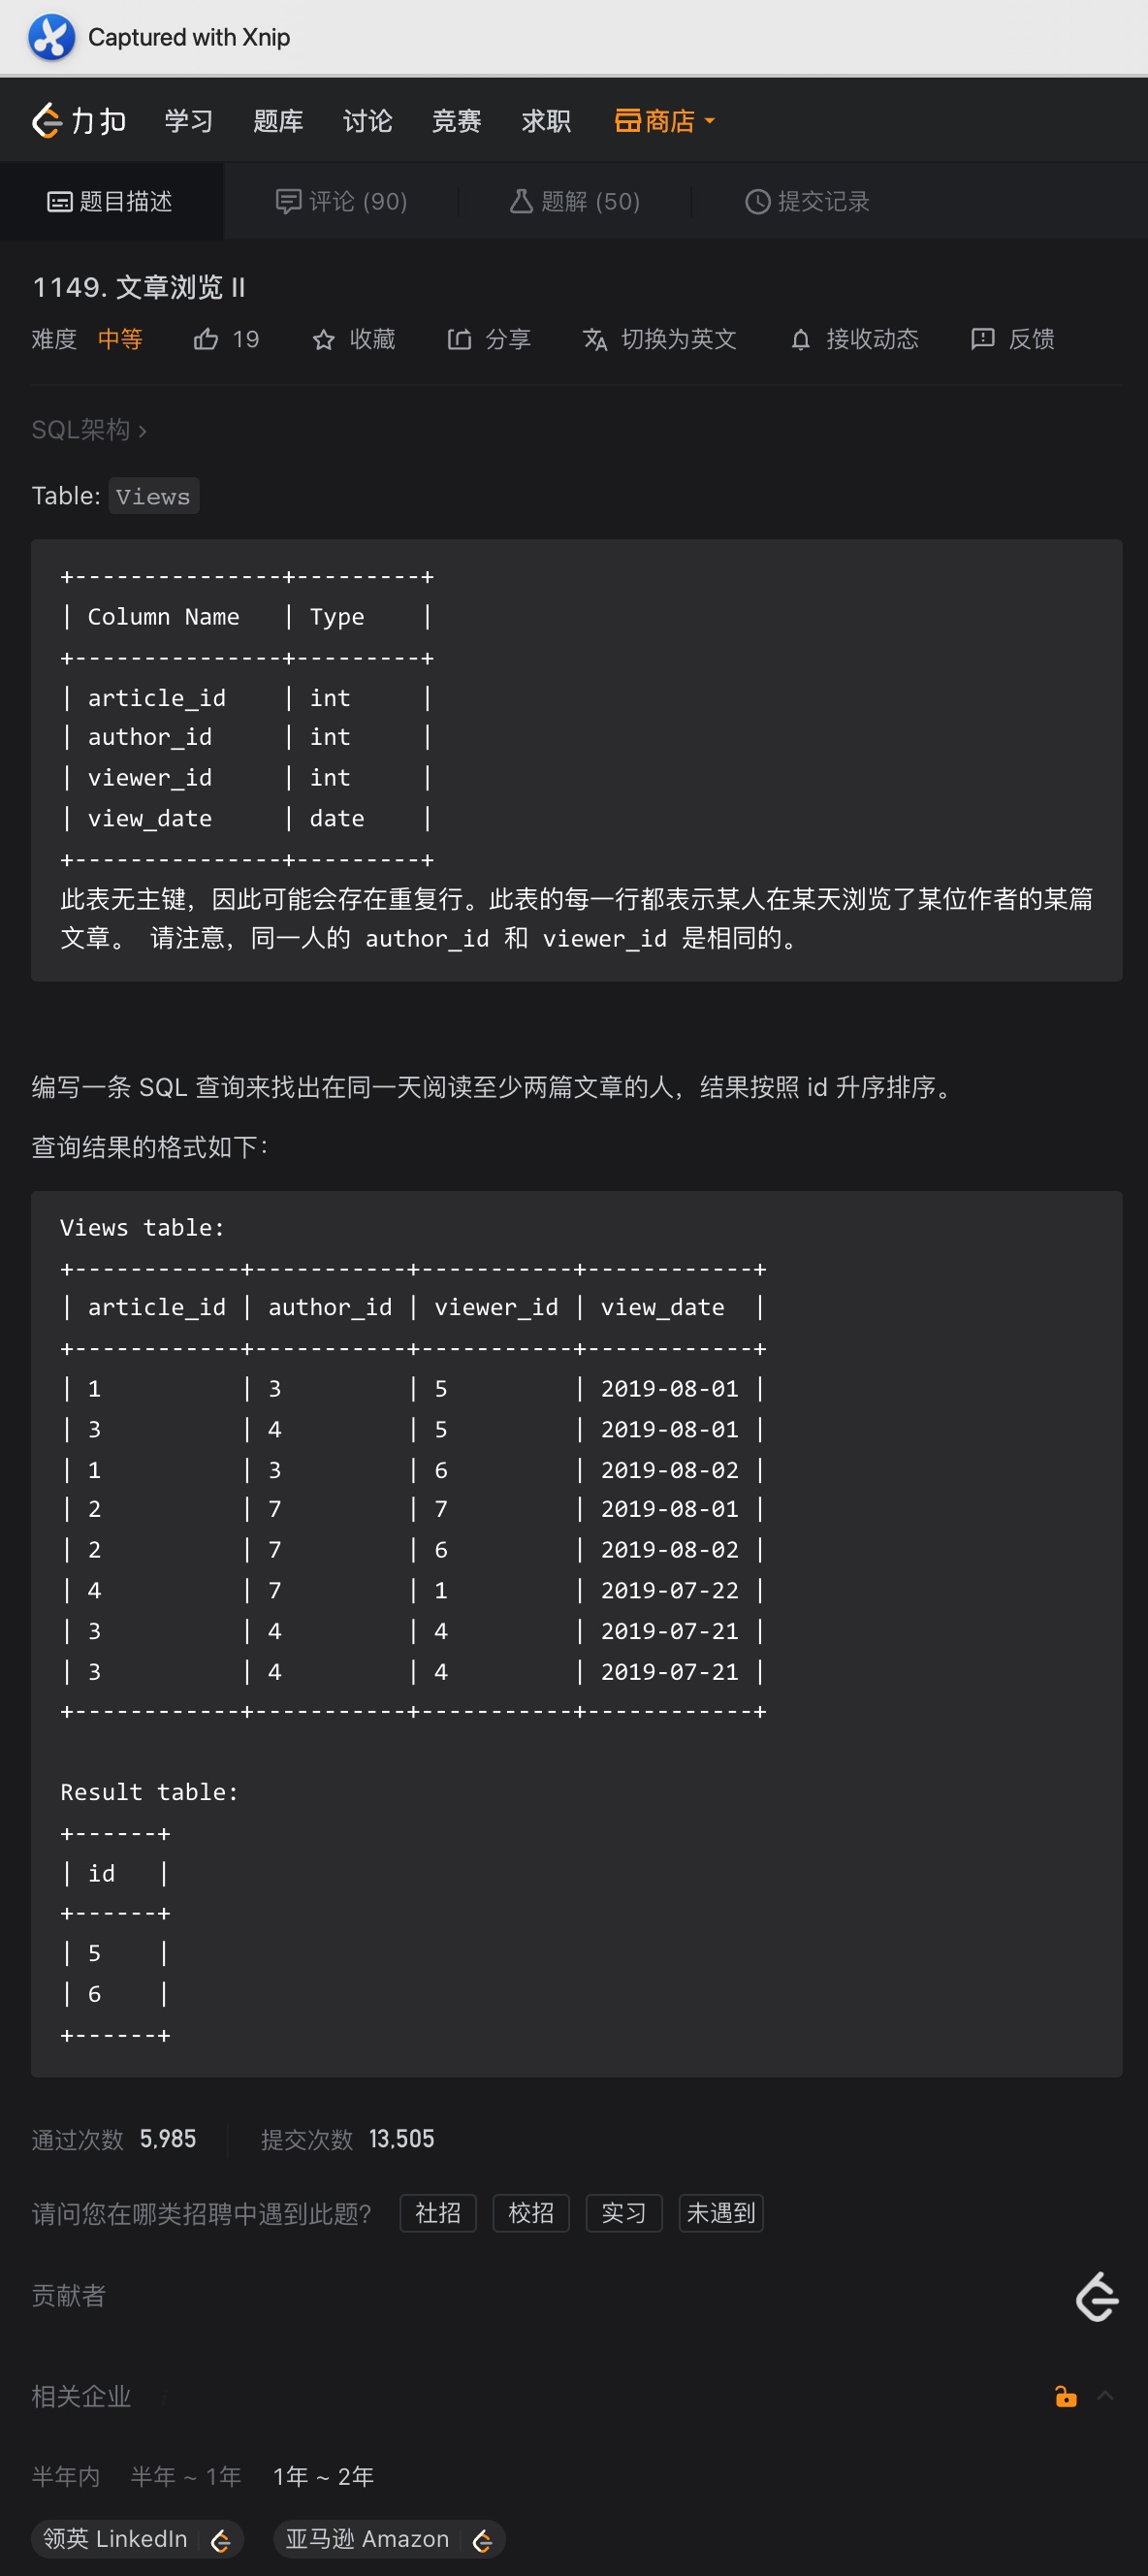 Captured with Xnip
力扣 学习 题库 讨论 竞赛 求职 商店
题目描述 评论 (90) 题解 (50) 提交记录
1149. 文章浏览 II
难度 中等 19 收藏 分享 切换为英文 接收动态 反馈
SQL架构 ›
Table: Views
+---------------+---------+
| Column Name   | Type    |
+---------------+---------+
| article_id    | int     |
| author_id     | int     |
| viewer_id     | int     |
| view_date     | date    |
+---------------+---------+
此表无主键，因此可能会存在重复行。此表的每一行都表示某人在某天浏览了某位作者的某篇
文章。 请注意，同一人的 author_id 和 viewer_id 是相同的。
编写一条 SQL 查询来找出在同一天阅读至少两篇文章的人，结果按照 id 升序排序。
查询结果的格式如下：
Views table:
+------------+-----------+-----------+------------+
| article_id | author_id | viewer_id | view_date  |
+------------+-----------+-----------+------------+
| 1          | 3         | 5         | 2019-08-01 |
| 3          | 4         | 5         | 2019-08-01 |
| 1          | 3         | 6         | 2019-08-02 |
| 2          | 7         | 7         | 2019-08-01 |
| 2          | 7         | 6         | 2019-08-02 |
| 4          | 7         | 1         | 2019-07-22 |
| 3          | 4         | 4         | 2019-07-21 |
| 3          | 4         | 4         | 2019-07-21 |
+------------+-----------+-----------+------------+
Result table:
+------+
| id   |
+------+
| 5    |
| 6    |
+------+
通过次数 5,985 提交次数 13,505
请问您在哪类招聘中遇到此题? 社招 校招 实习 未遇到
贡献者
相关企业
半年内 半年 ~ 1年 1年 ~ 2年
领英 LinkedIn 亚马逊 Amazon